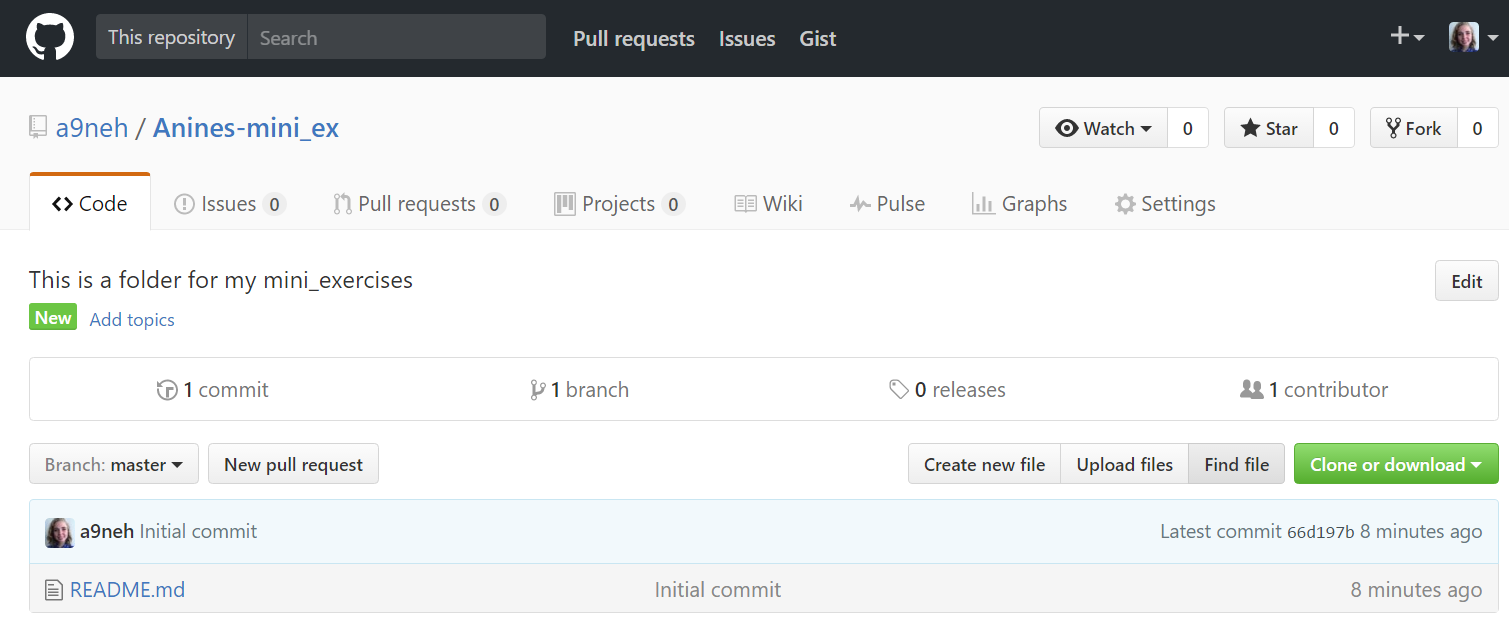 This repository Search Pull requests Issues Gist
a9neh / Anines-mini_ex Watch 0 Star 0 Fork 0
Code Issues 0 Pull requests 0 Projects 0 Wiki Pulse Graphs Settings
This is a folder for my mini_exercises Edit
New Add topics
1 commit 1 branch 0 releases 1 contributor
Branch: master New pull request Create new file Upload files Find file Clone or download
a9neh Initial commit Latest commit 66d197b 8 minutes ago
README.md Initial commit 8 minutes ago